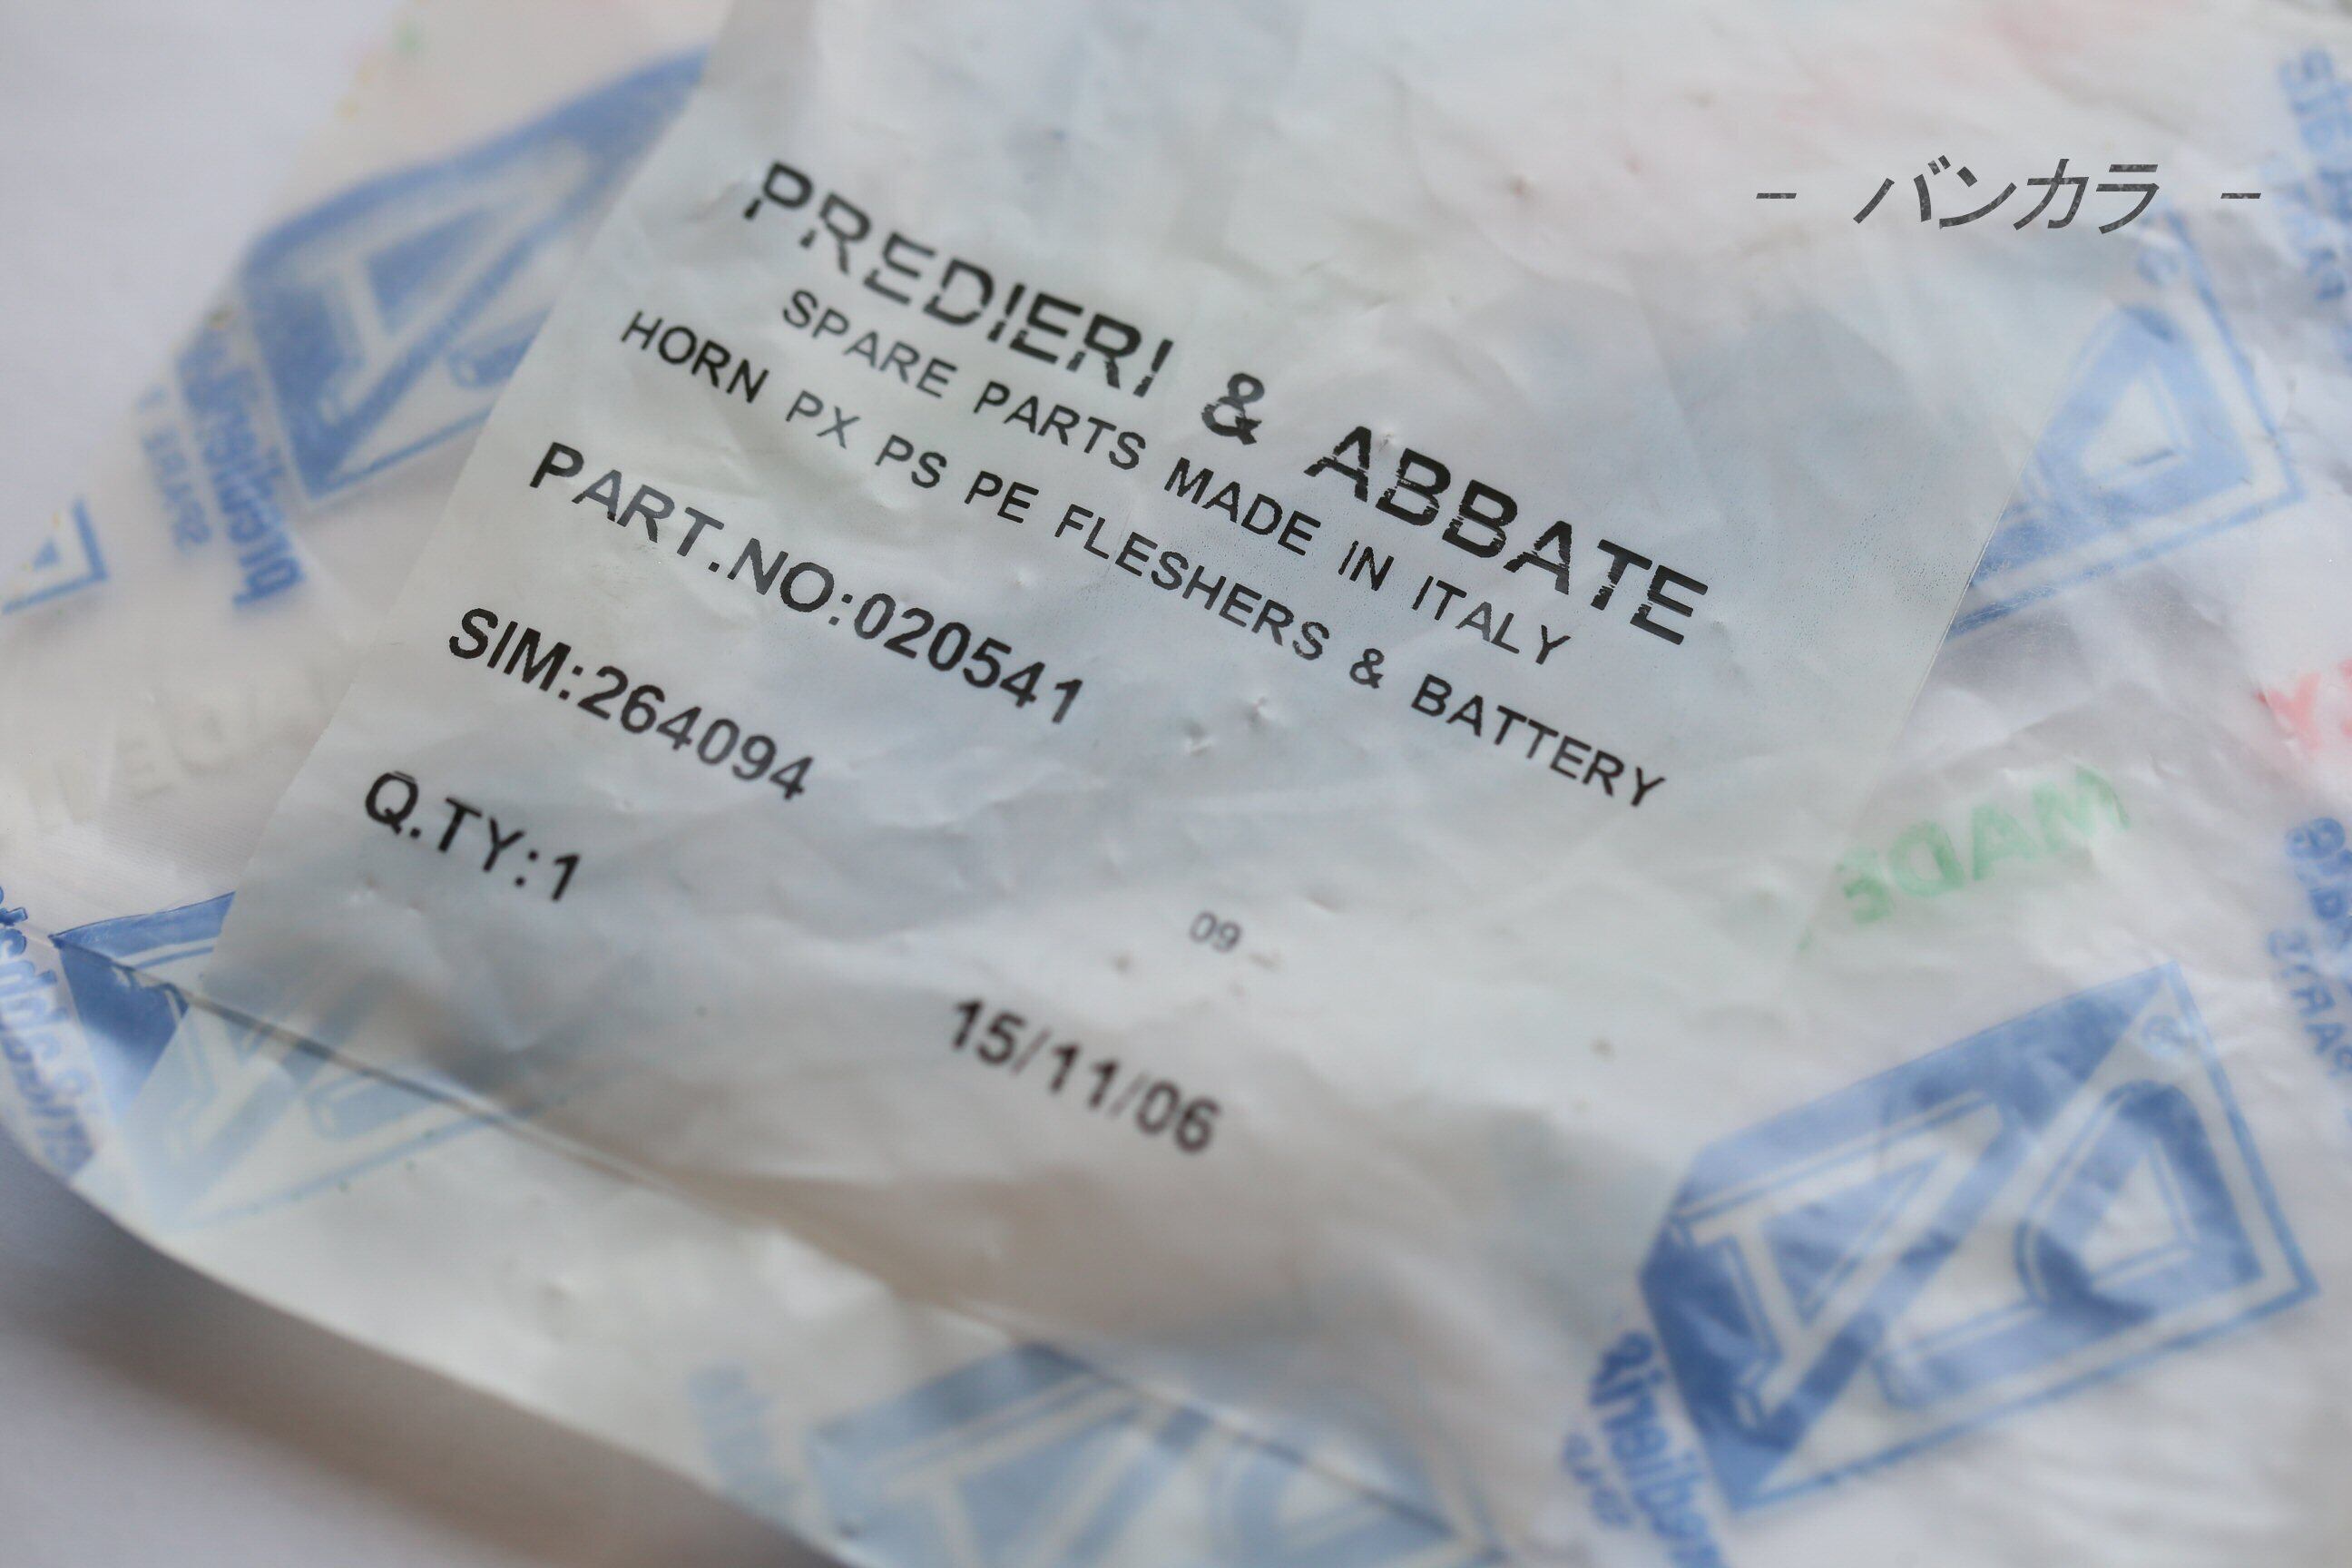 - バンカラ -
PREDIERI & ABBATE
SPARE PARTS MADE IN ITALY
HORN PX PS PE FLESHERS & BATTERY
PART.NO:020541
SIM:264094
Q.TY:1
09 -
15/11/06
MADE